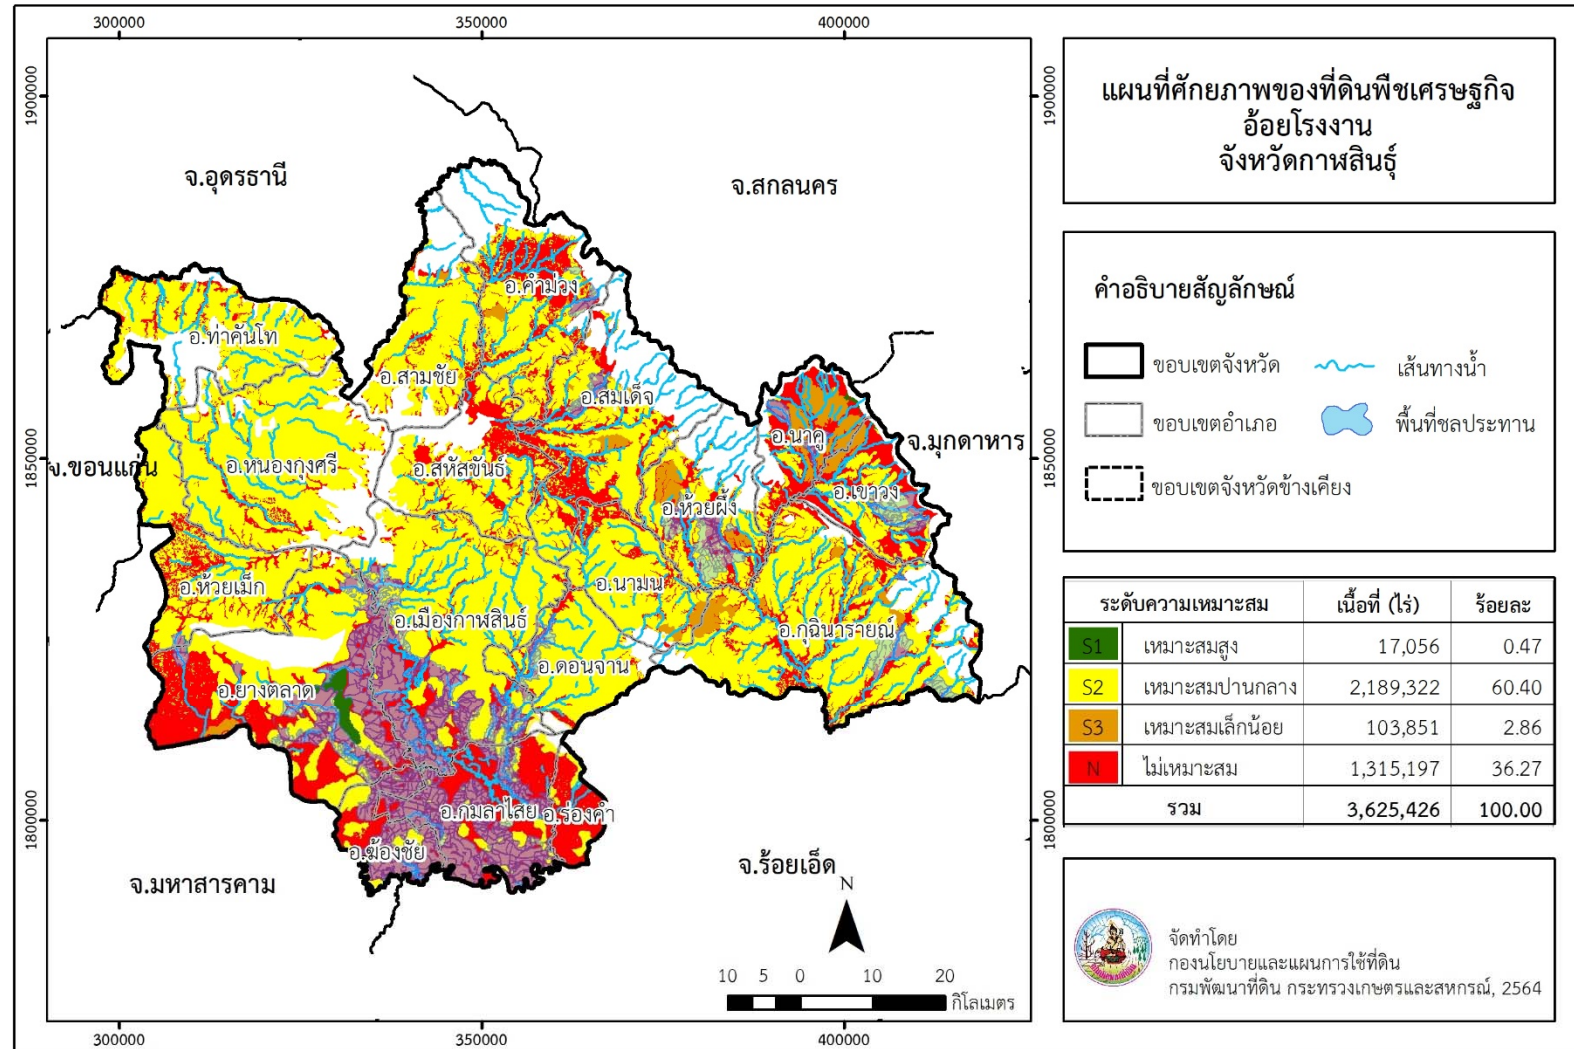 300000
350000
400000
1900000
1900000
1850000
1850000
1800000
1800000
300000
350000
400000
จ.อุดรธานี
จ.สกลนคร
จ.มุกดาหาร
จ.ขอนแก่น
จ.มหาสารคาม
จ.ร้อยเอ็ด
อ.คำม่วง
อ.ท่าคันโท
อ.สามชัย
อ.สมเด็จ
อ.นาคู
อ.หนองกุงศรี
อ.สหัสขันธ์
อ.เขาวง
อ.ห้วยผึ้ง
อ.ห้วยเม็ก
อ.นามน
อ.เมืองกาฬสินธุ์
อ.กุฉินารายณ์
อ.ดอนจาน
อ.ยางตลาด
อ.กมลาไสย
อ.ร่องคำ
อ.ฆ้องชัย
N
10 5 0 10 20
กิโลเมตร
แผนที่ศักยภาพของที่ดินพืชเศรษฐกิจ
อ้อยโรงงาน
จังหวัดกาฬสินธุ์
คำอธิบายสัญลักษณ์
ขอบเขตจังหวัด เส้นทางน้ำ
ขอบเขตอำเภอ พื้นที่ชลประทาน
ขอบเขตจังหวัดข้างเคียง
ระดับความเหมาะสม เนื้อที่ (ไร่) ร้อยละ
S1 เหมาะสมสูง 17,056 0.47
S2 เหมาะสมปานกลาง 2,189,322 60.40
S3 เหมาะสมเล็กน้อย 103,851 2.86
N ไม่เหมาะสม 1,315,197 36.27
รวม 3,625,426 100.00
จัดทำโดย
กองนโยบายและแผนการใช้ที่ดิน
กรมพัฒนาที่ดิน กระทรวงเกษตรและสหกรณ์, 2564